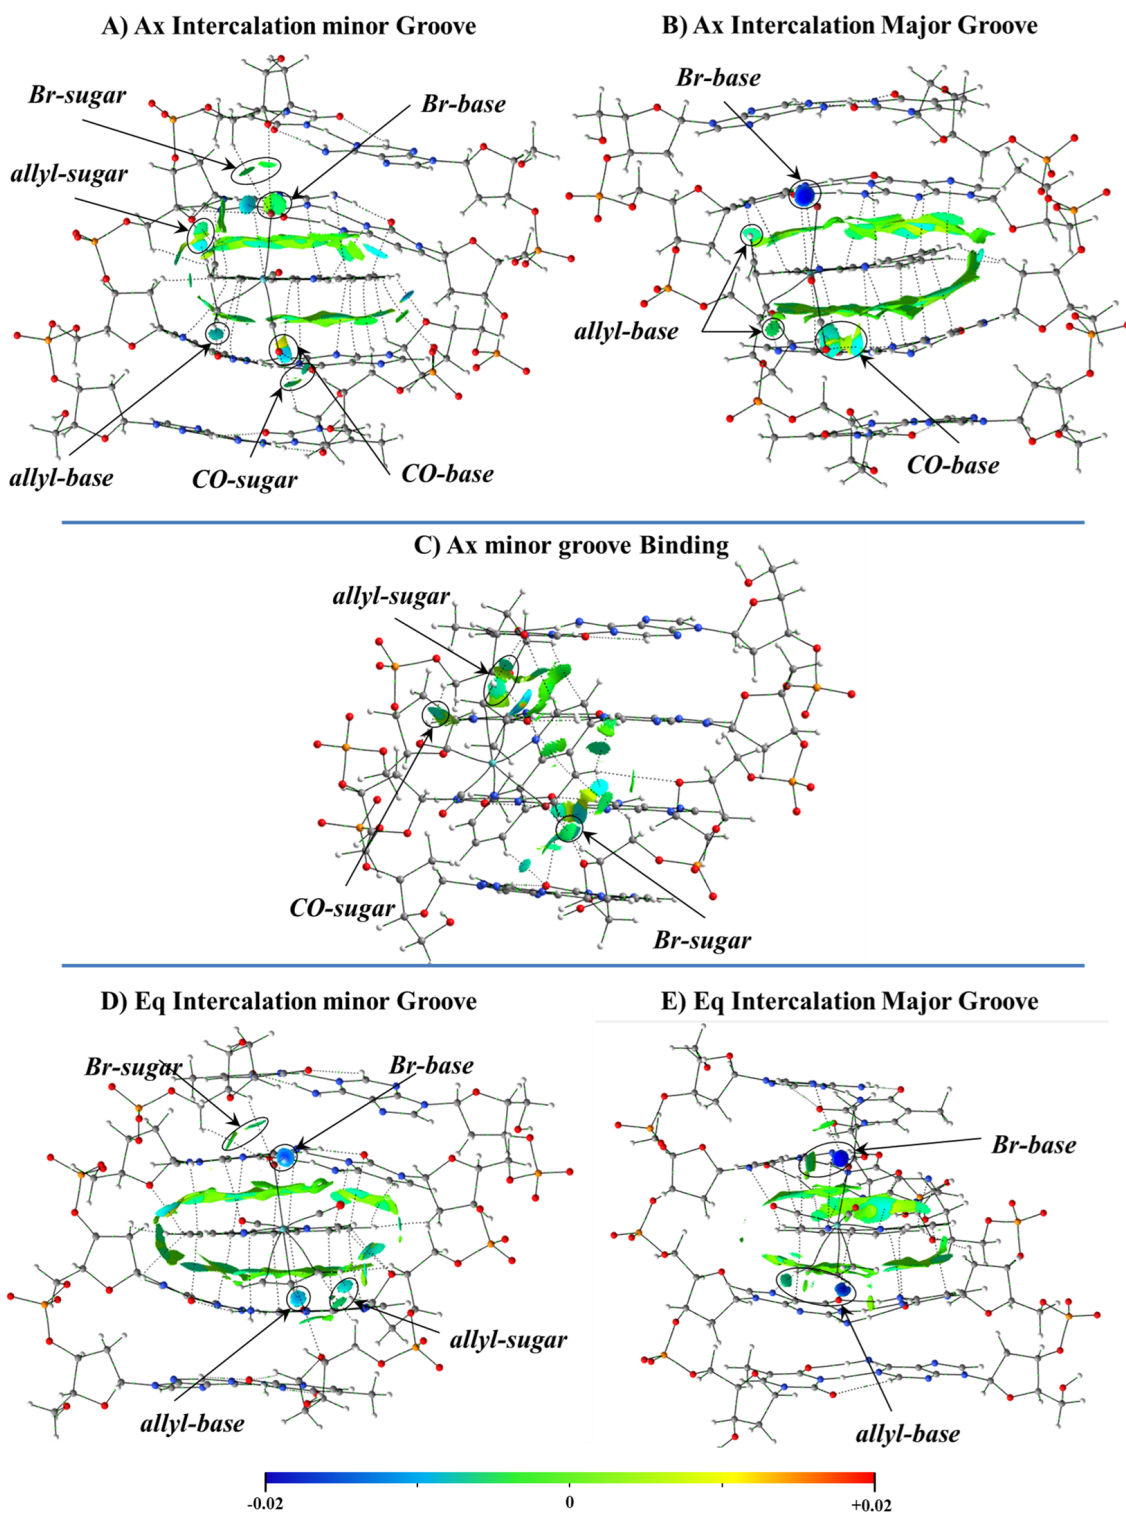 A) Ax Intercalation minor Groove
B) Ax Intercalation Major Groove
Br-sugar
Br-base
Br-base
allyl-sugar
allyl-base
allyl-base
CO-sugar
CO-base
CO-base
C) Ax minor groove Binding
allyl-sugar
CO-sugar
Br-sugar
D) Eq Intercalation minor Groove
E) Eq Intercalation Major Groove
Br-sugar
Br-base
Br-base
allyl-sugar
allyl-base
allyl-base
-0.02
0
+0.02